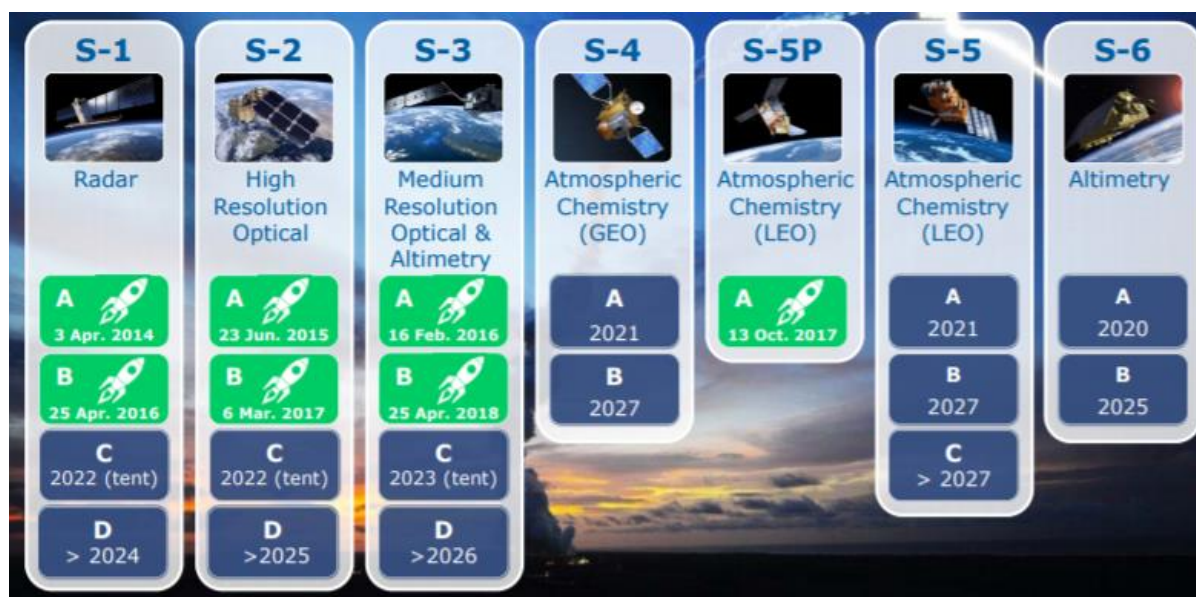 S-1
Radar
A
3 Apr. 2014
B
25 Apr. 2016
C
2022 (tent)
D
> 2024
S-2
High
Resolution
Optical
A
23 Jun. 2015
B
6 Mar. 2017
C
2022 (tent)
D
>2025
S-3
Medium
Resolution
Optical &
Altimetry
A
16 Feb. 2016
B
25 Apr. 2018
C
2023 (tent)
D
>2026
S-4
Atmospheric
Chemistry
(GEO)
A
2021
B
2027
S-5P
Atmospheric
Chemistry
(LEO)
A
13 Oct. 2017
S-5
Atmospheric
Chemistry
(LEO)
A
2021
B
2027
C
> 2027
S-6
Altimetry
A
2020
B
2025